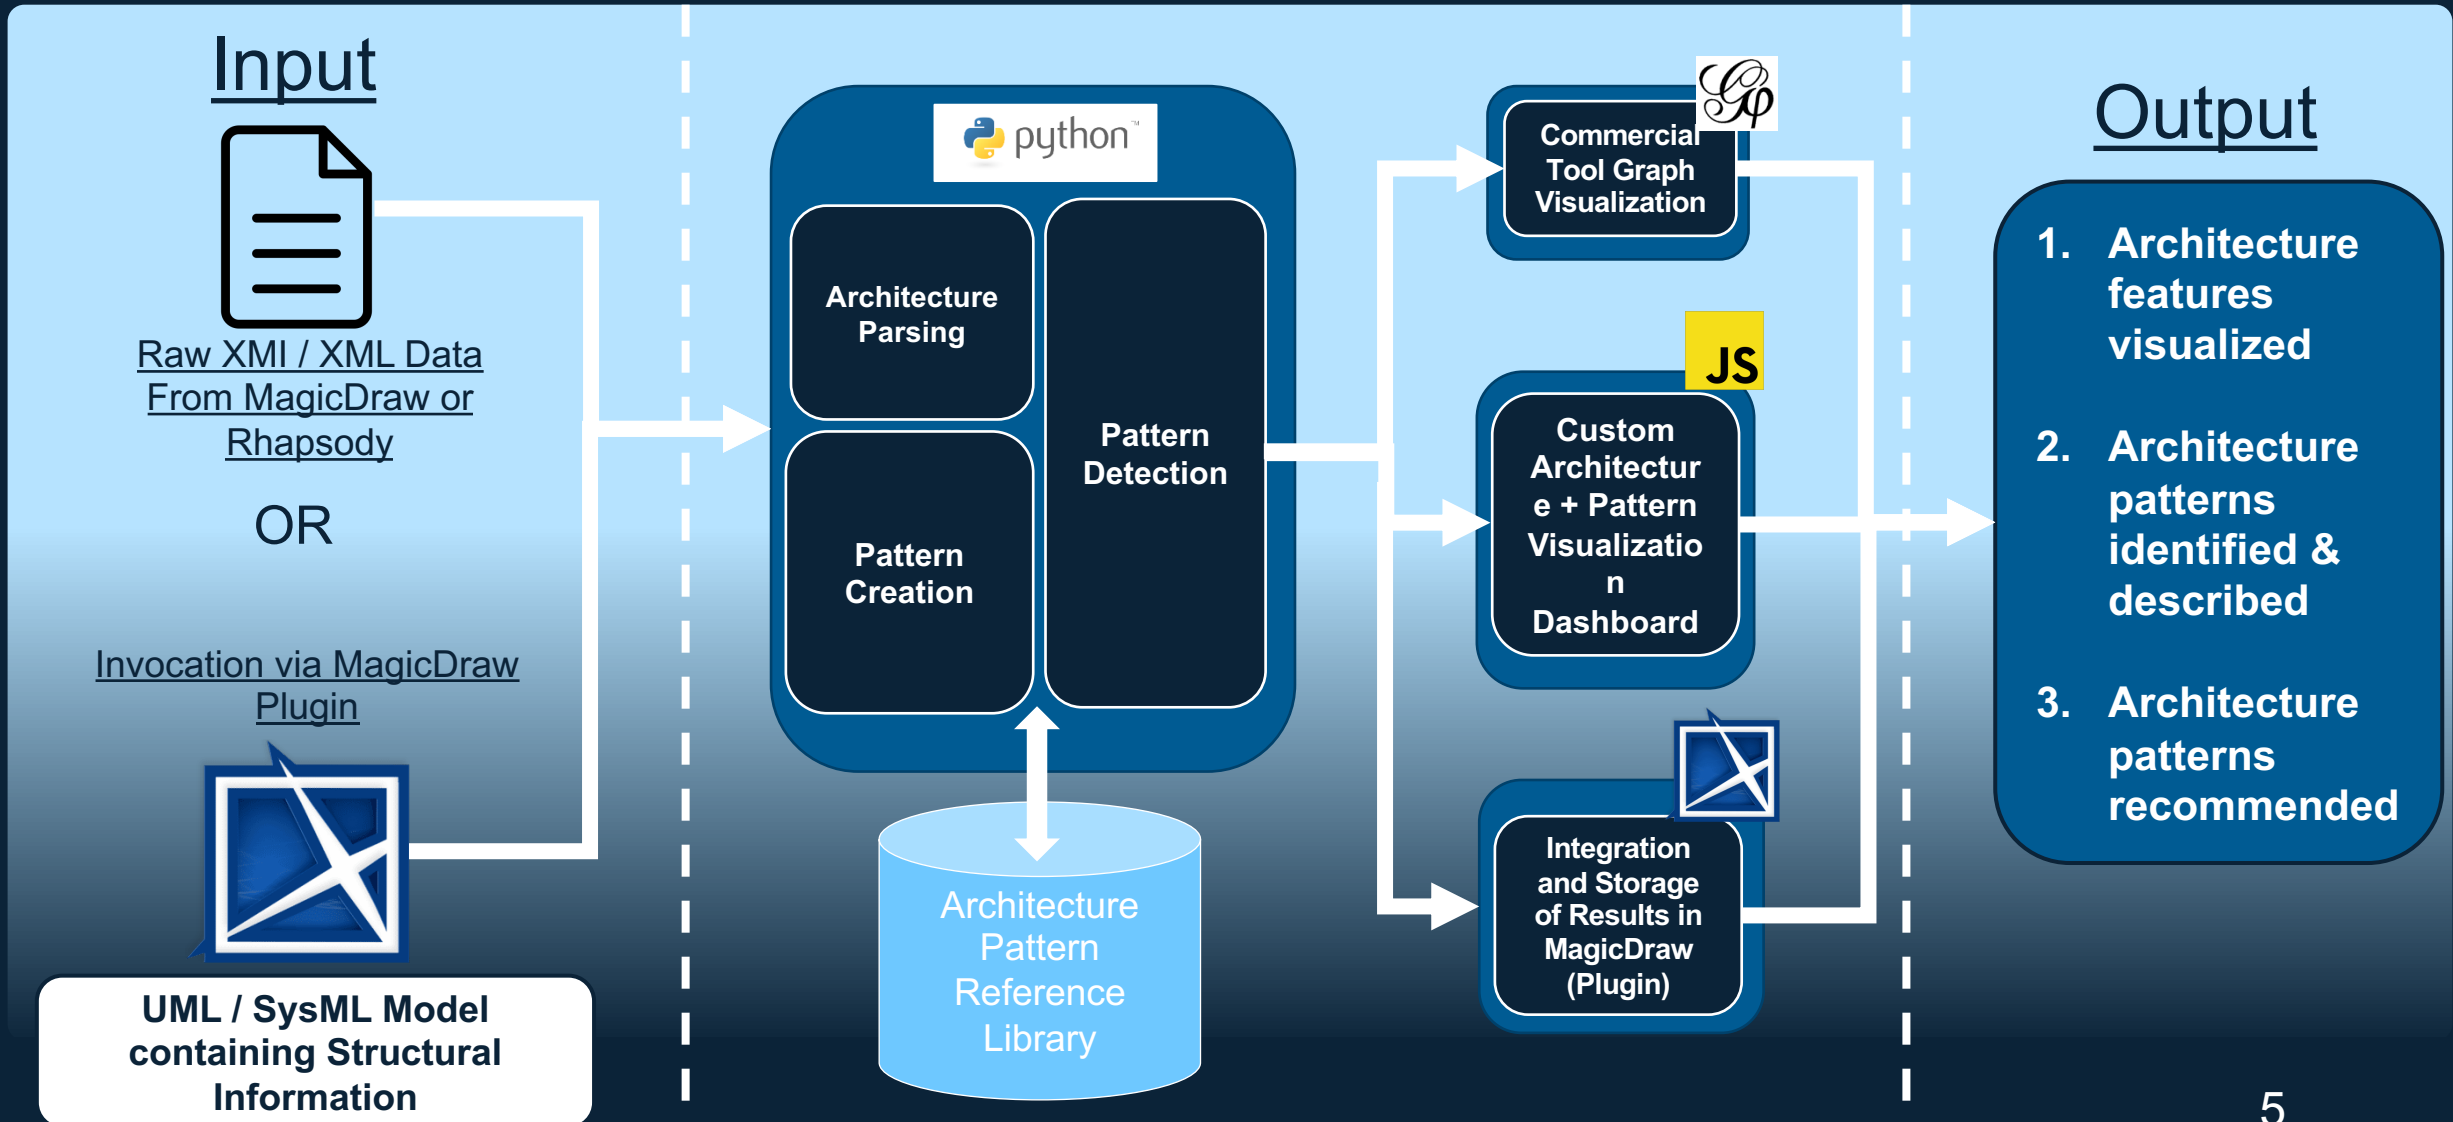 Input
Raw XMI / XML Data
From MagicDraw or
Rhapsody
OR
Invocation via MagicDraw
Plugin
UML / SysML Model
containing Structural
Information
python™
Architecture
Parsing
Pattern
Creation
Pattern
Detection
Architecture
Pattern
Reference
Library
Gφ
Commercial
Tool Graph
Visualization
JS
Custom
Architectur
e + Pattern
Visualizatio
n
Dashboard
Integration
and Storage
of Results in
MagicDraw
(Plugin)
Output
1. Architecture
features
visualized
2. Architecture
patterns
identified &
described
3. Architecture
patterns
recommended
5